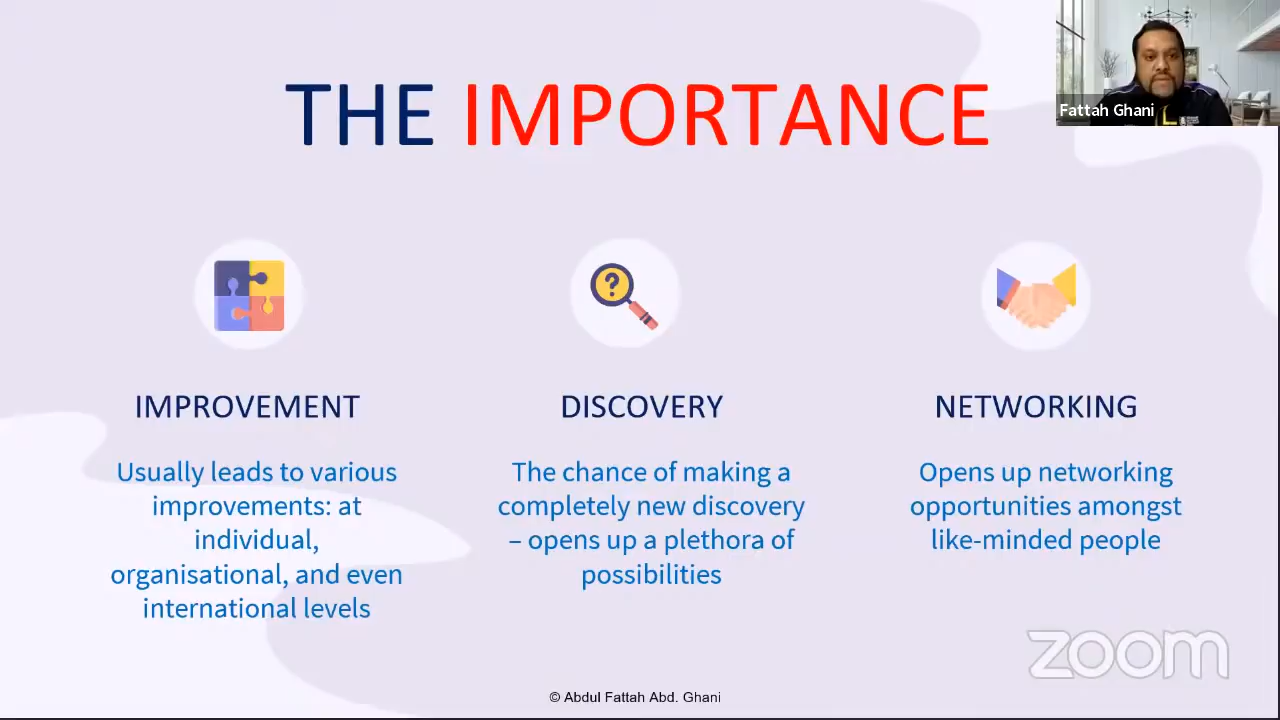 THE IMPORTANCE
Fattah Ghani
IMPROVEMENT
Usually leads to various
improvements: at
individual,
organisational, and even
international levels
DISCOVERY
The chance of making a
completely new discovery
– opens up a plethora of
possibilities
NETWORKING
Opens up networking
opportunities amongst
like-minded people
zoom
© Abdul Fattah Abd. Ghani